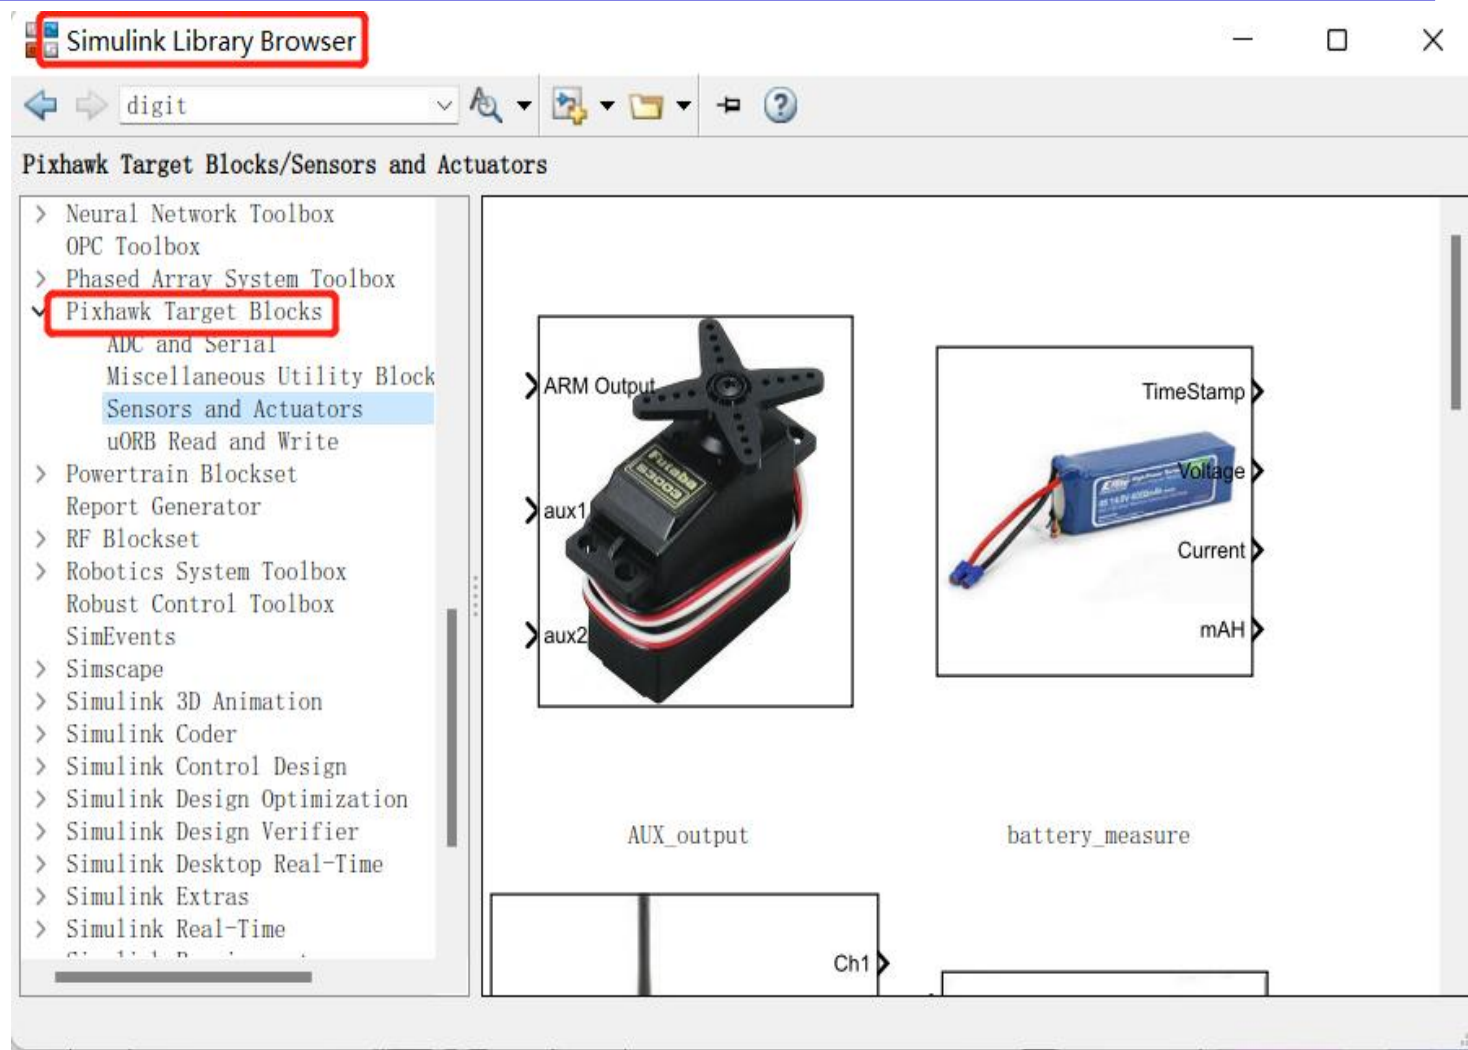 Simulink Library Browser
digit
Pixhawk Target Blocks/Sensors and Actuators
Neural Network Toolbox
OPC Toolbox
Phased Array System Toolbox
Pixhawk Target Blocks
ADC and Serial
Miscellaneous Utility Block
Sensors and Actuators
uORB Read and Write
Powertrain Blockset
Report Generator
RF Blockset
Robotics System Toolbox
Robust Control Toolbox
SimEvents
Simscape
Simulink 3D Animation
Simulink Coder
Simulink Control Design
Simulink Design Optimization
Simulink Design Verifier
Simulink Desktop Real-Time
Simulink Extras
Simulink Real-Time
ARM Output
aux1
aux2
Futaba
S3003
AUX_output
TimeStamp
Voltage
Current
mAH
battery_measure
Ch1